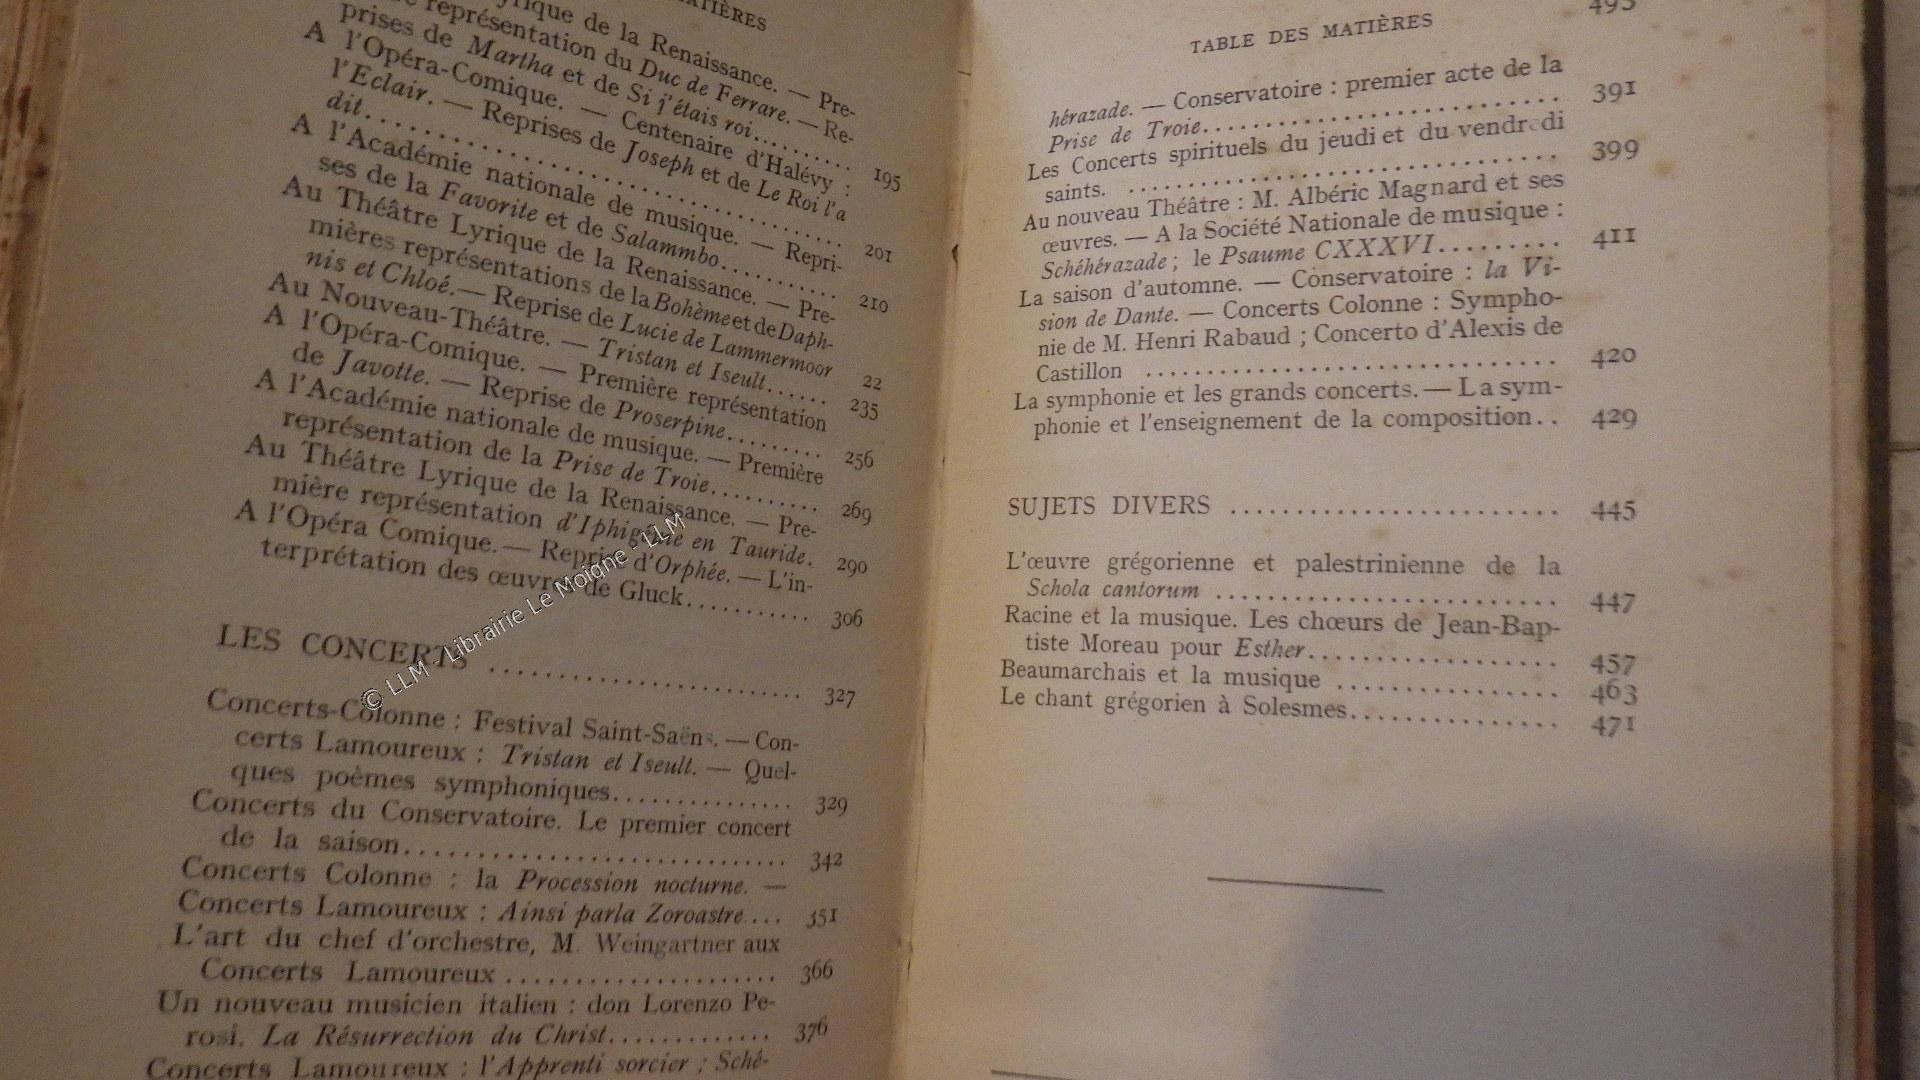 MATIÈRES
lyrique de la Renaissance. — Pre-
représentation du Duc de Ferrare. — Re-
prises de Martha et de Si j'étais roi.......... 195
A l'Opéra-Comique. — Centenaire d'Halévy :
l'Eclair. — Reprises de Joseph et de Le Roi l'a
dit.................................... 201
A l'Académie nationale de musique. — Repri-
ses de la Favorite et de Salammbo........... 210
Au Théâtre Lyrique de la Renaissance. — Pre-
mières représentations de la Bohème et de Daph-
nis et Chloé. — Reprise de Lucie de Lammermoor 22
Au Nouveau-Théâtre. — Tristan et Iseult...... 235
A l'Opéra-Comique. — Première représentation
de Javotte. — Reprise de Proserpine........ 256
A l'Académie nationale de musique. — Première
représentation de la Prise de Troie.......... 269
Au Théâtre Lyrique de la Renaissance. — Pre-
mière représentation d'Iphigénie en Tauride. 290
A l'Opéra Comique. — Reprise d'Orphée. — L'in-
terprétation des œuvres de Gluck........... 306
LES CONCERTS ........................ 327
Concerts-Colonne : Festival Saint-Saëns. — Con-
certs Lamoureux : Tristan et Iseult. — Quel-
ques poèmes symphoniques............... 329
Concerts du Conservatoire. Le premier concert
de la saison............................... 342
Concerts Colonne : la Procession nocturne. —
Concerts Lamoureux : Ainsi parla Zoroastre.... 351
L'art du chef d'orchestre, M. Weingartner aux
Concerts Lamoureux ...................... 366
Un nouveau musicien italien : don Lorenzo Pe-
rosi. La Résurrection du Christ............. 376
Concerts Lamoureux : l'Apprenti sorcier ; Sché-
© LLM - Librairie Le Moigne - LLM
TABLE DES MATIÈRES 493
hérazade. — Conservatoire : premier acte de la
Prise de Troie........................... 391
Les Concerts spirituels du jeudi et du vendredi
saints. ................................. 399
Au nouveau Théâtre : M. Albéric Magnard et ses
œuvres. — A la Société Nationale de musique :
Schéhérazade ; le Psaume CXXXVI......... 411
La saison d'automne. — Conservatoire : la Vi-
sion de Dante. — Concerts Colonne : Sympho-
nie de M. Henri Rabaud ; Concerto d'Alexis de
Castillon ............................... 420
La symphonie et les grands concerts. — La sym-
phonie et l'enseignement de la composition.. 429
SUJETS DIVERS ........................ 445
L'œuvre grégorienne et palestrinienne de la
Schola cantorum ......................... 447
Racine et la musique. Les chœurs de Jean-Bap-
tiste Moreau pour Esther.................. 457
Beaumarchais et la musique ................ 463
Le chant grégorien à Solesmes............... 471